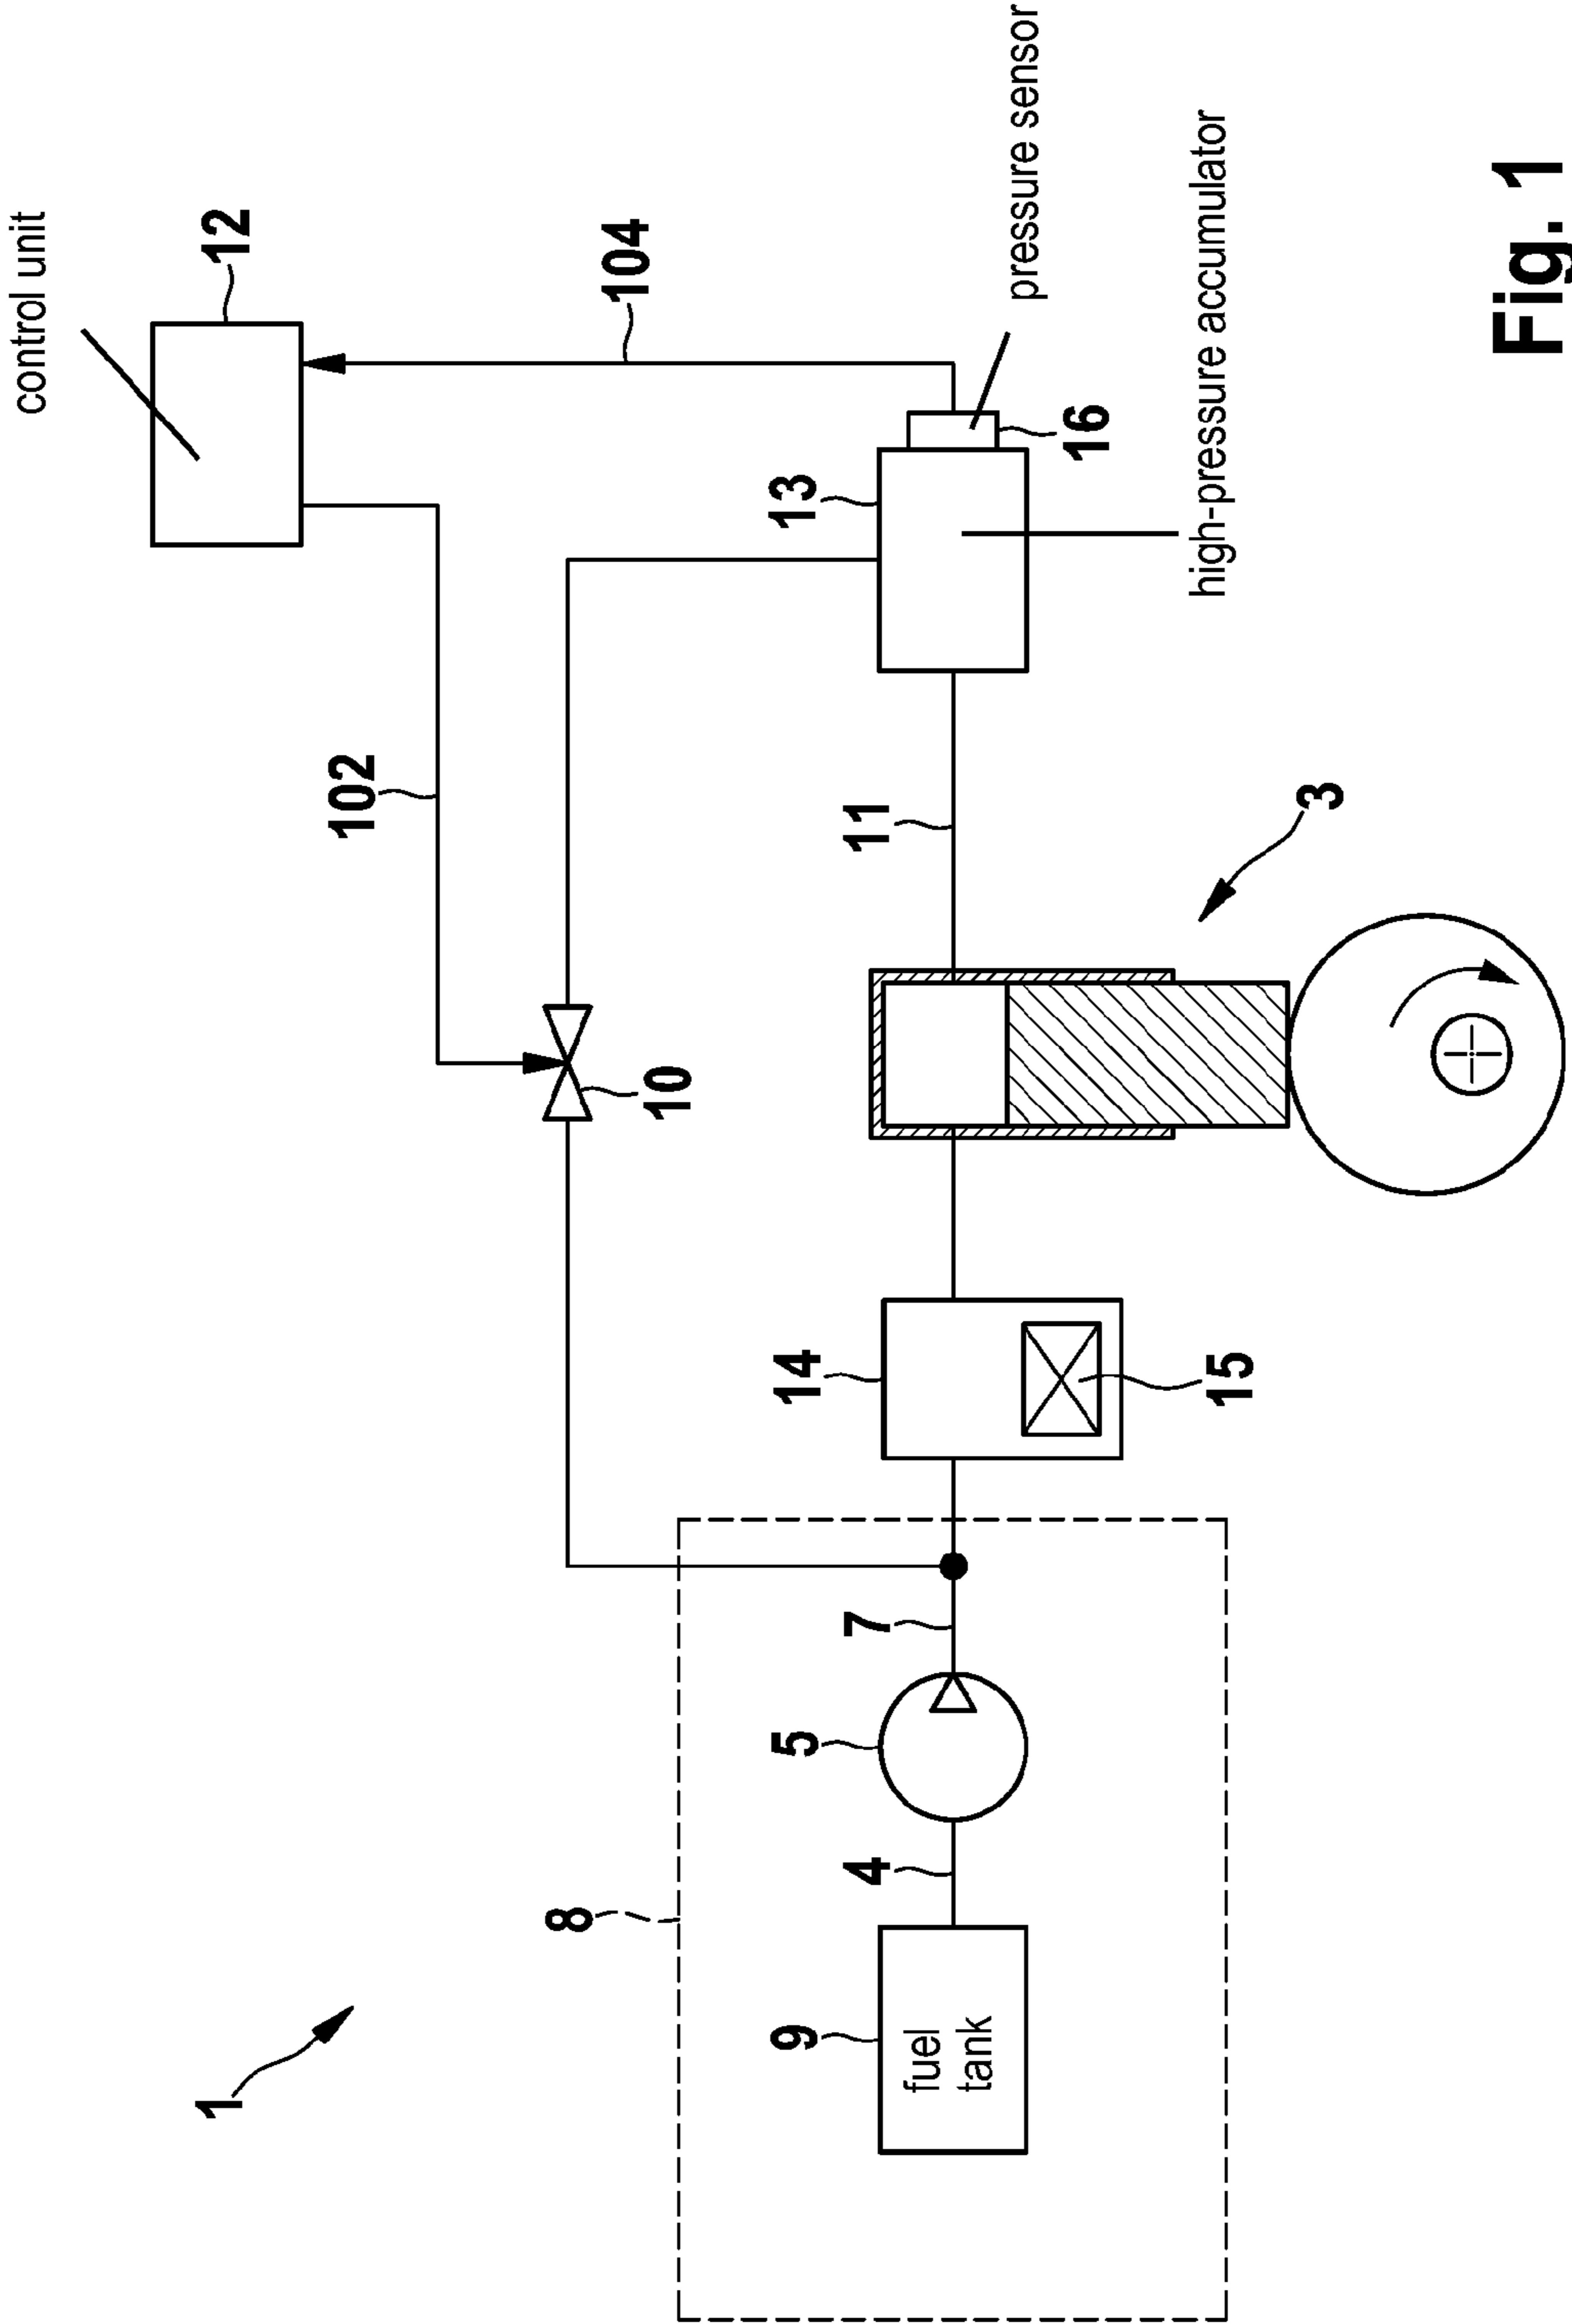 control unit
1
12
102
8
104
10
9
5
14
13
4
7
11
fuel
tank
pressure sensor
16
15
high-pressure accumulator
3
Fig. 1